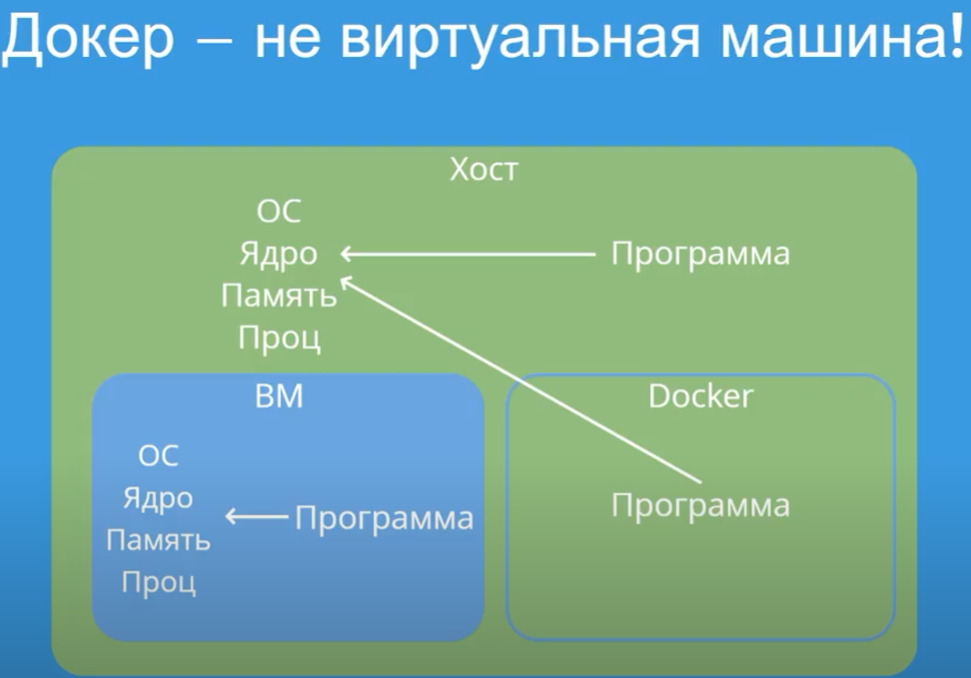 Докер – не виртуальная машина!
Хост
ОС
Ядро
Память
Проц
Программа
ВМ
ОС
Ядро
Память
Проц
Программа
Docker
Программа